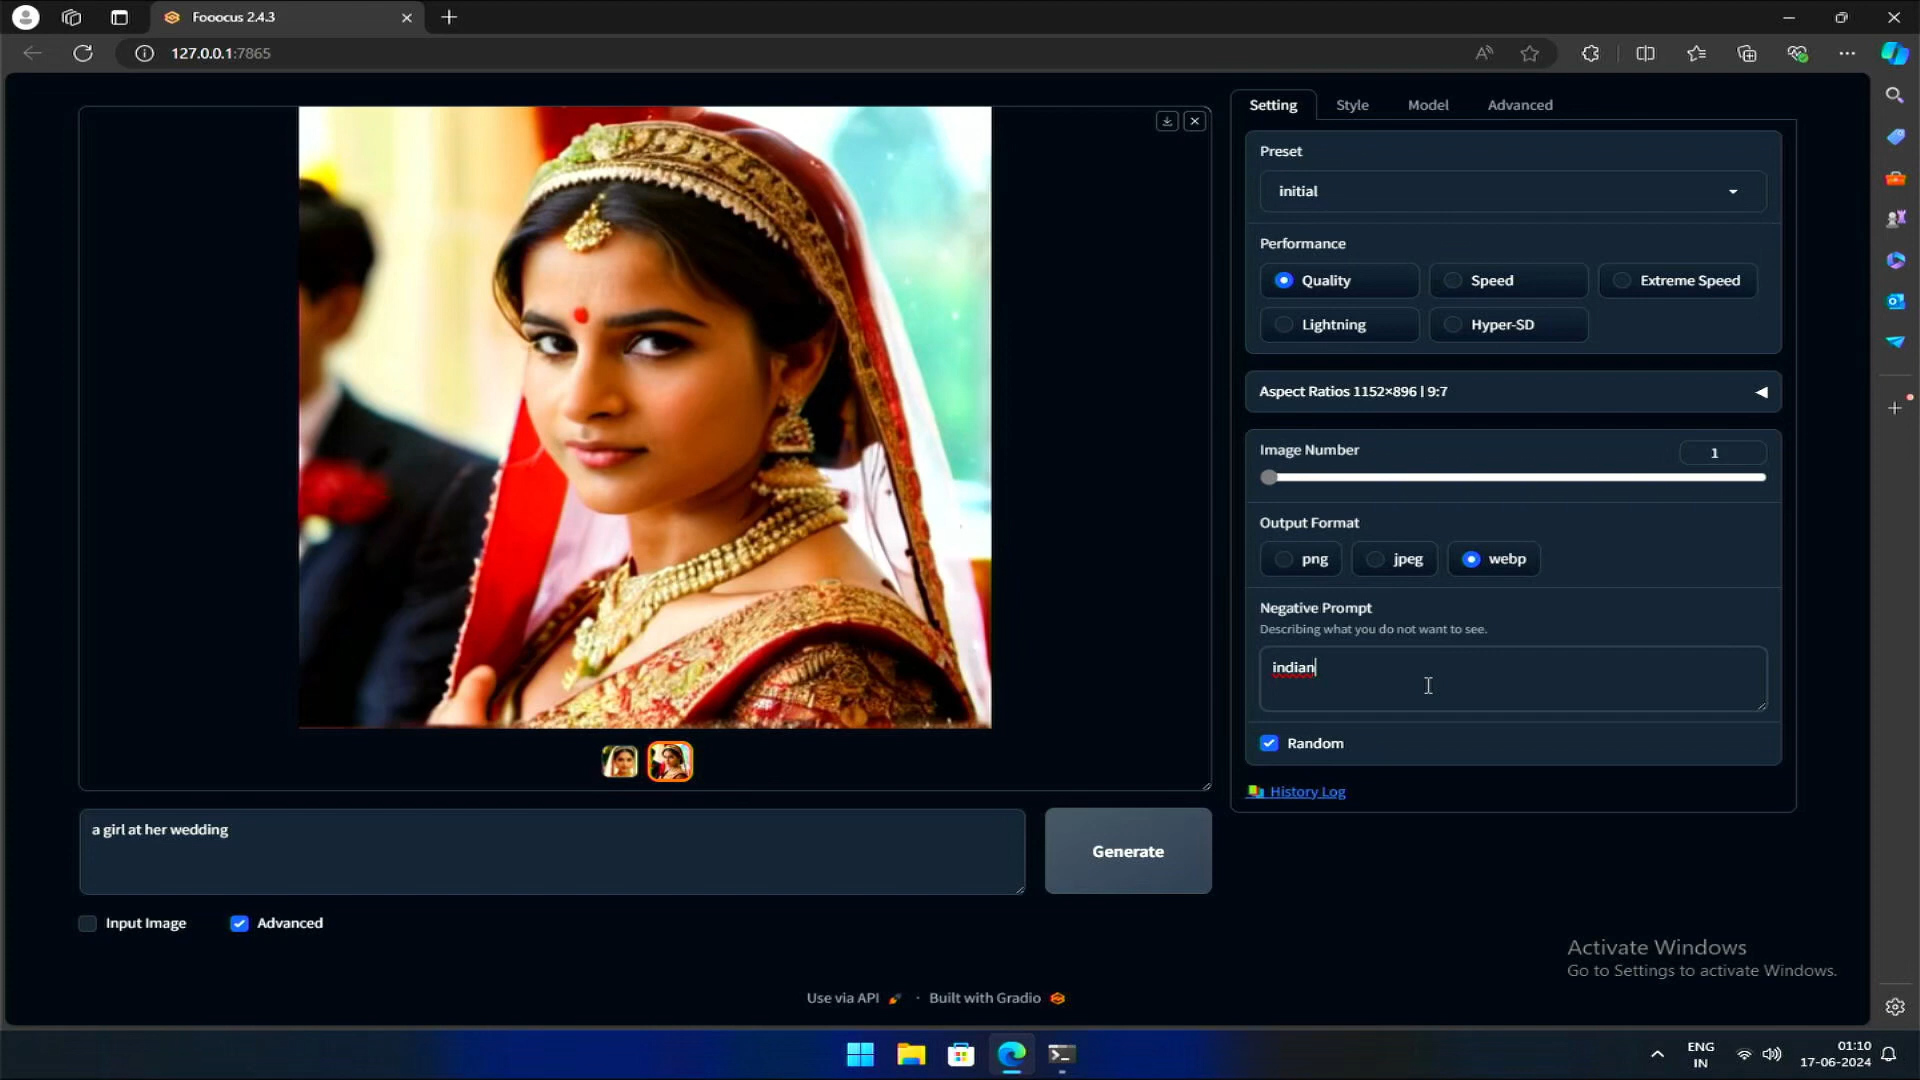 Fooocus 2.4.3
127.0.0.1:7865
Setting
Style
Model
Advanced
Preset
initial
Performance
Quality
Speed
Extreme Speed
Lightning
Hyper-SD
Aspect Ratios 1152×896 | 9:7
Image Number
1
Output Format
png
jpeg
webp
Negative Prompt
Describing what you do not want to see.
indian
Random
History Log
a girl at her wedding
Generate
Input Image
Advanced
Activate Windows
Go to Settings to activate Windows.
Use via API
·
Built with Gradio
ENG
IN
01:10
17-06-2024